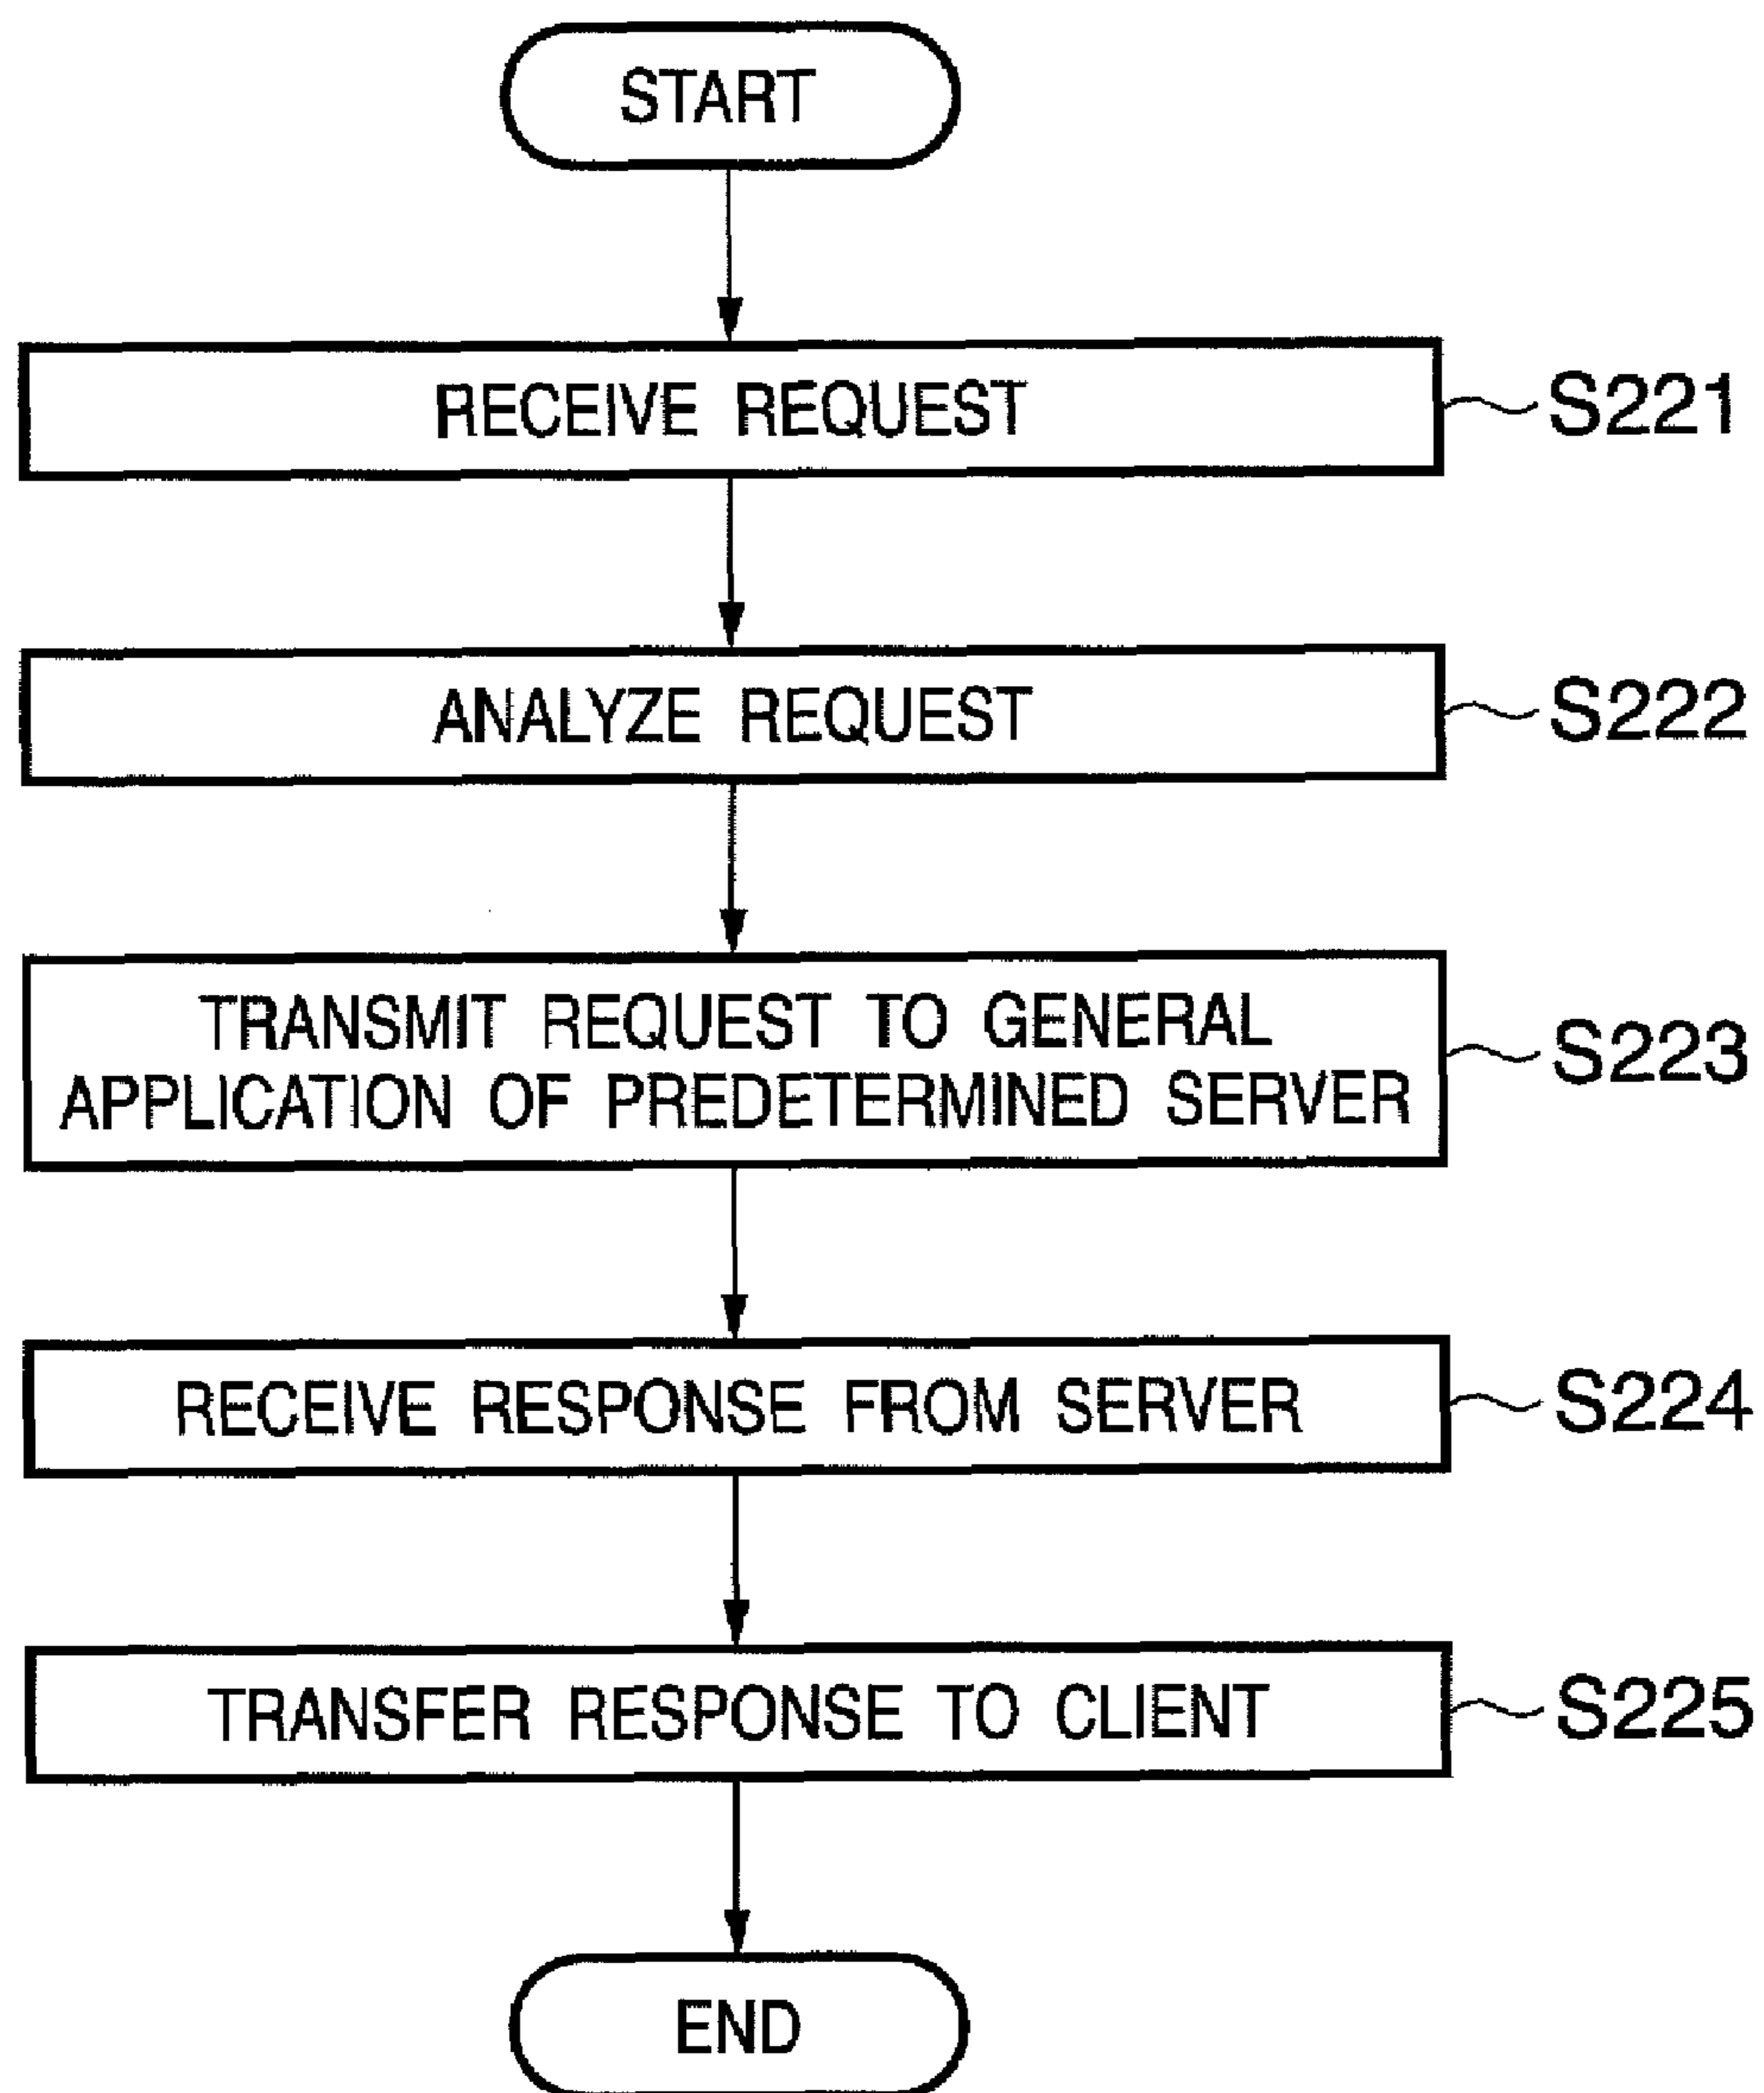 START
RECEIVE REQUEST
S221
ANALYZE REQUEST
S222
TRANSMIT REQUEST TO GENERAL
APPLICATION OF PREDETERMINED SERVER
S223
RECEIVE RESPONSE FROM SERVER
S224
TRANSFER RESPONSE TO CLIENT
S225
END